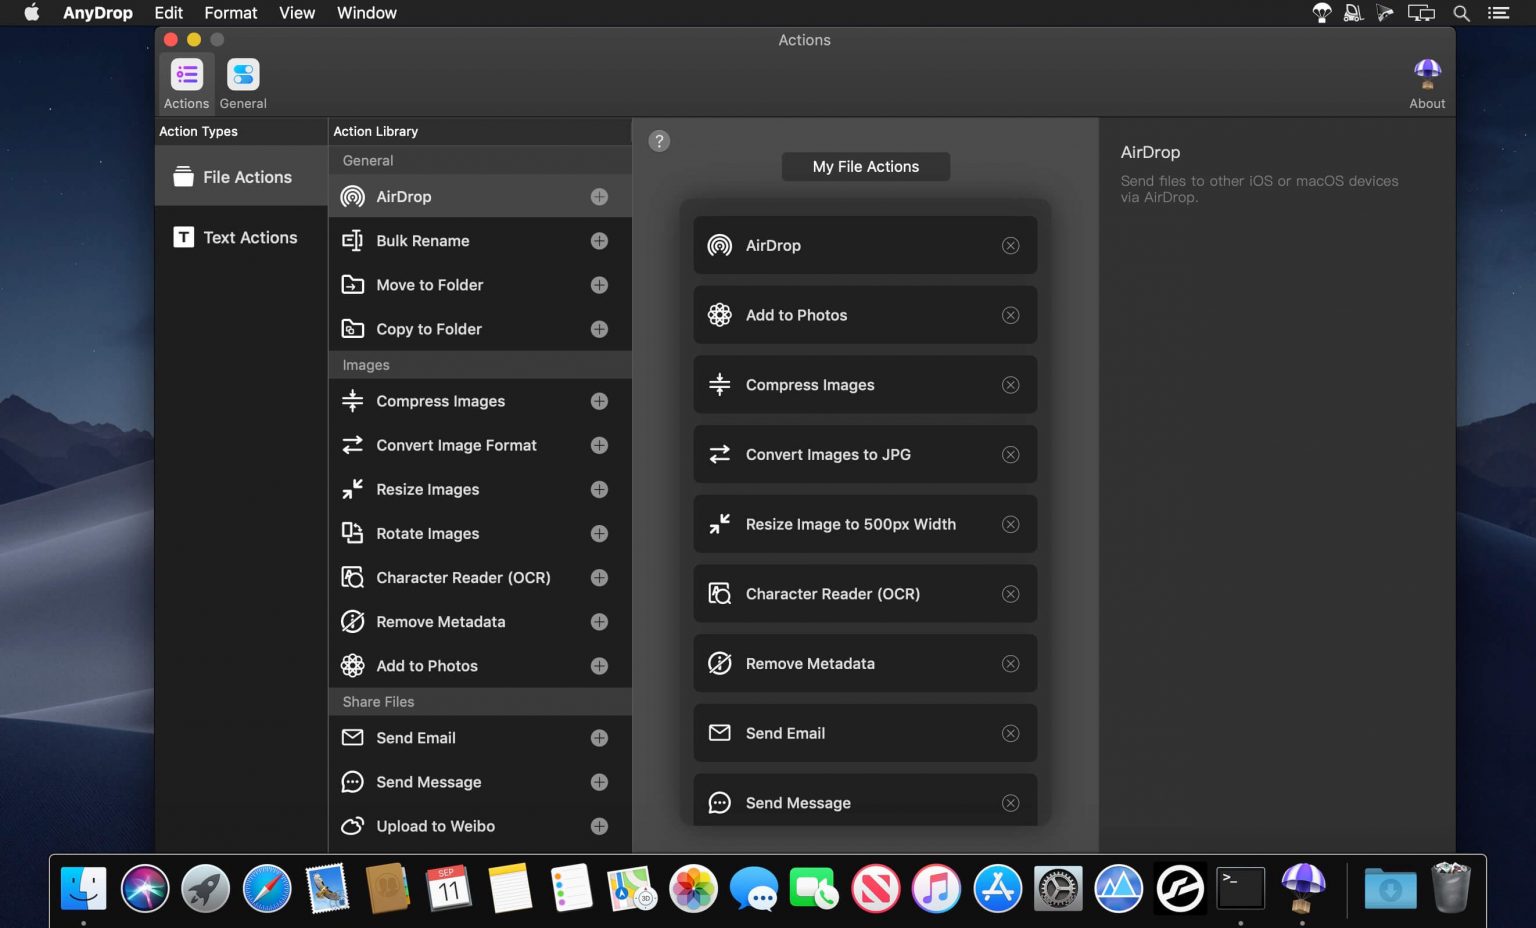 AnyDrop Edit Format View Window
Actions
Actions General
About
Action Types
File Actions
T Text Actions
Action Library
General
AirDrop
Bulk Rename
Move to Folder
Copy to Folder
Images
Compress Images
Convert Image Format
Resize Images
Rotate Images
Character Reader (OCR)
Remove Metadata
Add to Photos
Share Files
Send Email
Send Message
Upload to Weibo
?
My File Actions
AirDrop
Add to Photos
Compress Images
Convert Images to JPG
Resize Image to 500px Width
Character Reader (OCR)
Remove Metadata
Send Email
Send Message
AirDrop
Send files to other iOS or macOS devices
via AirDrop.
SEP
11
3D
>_